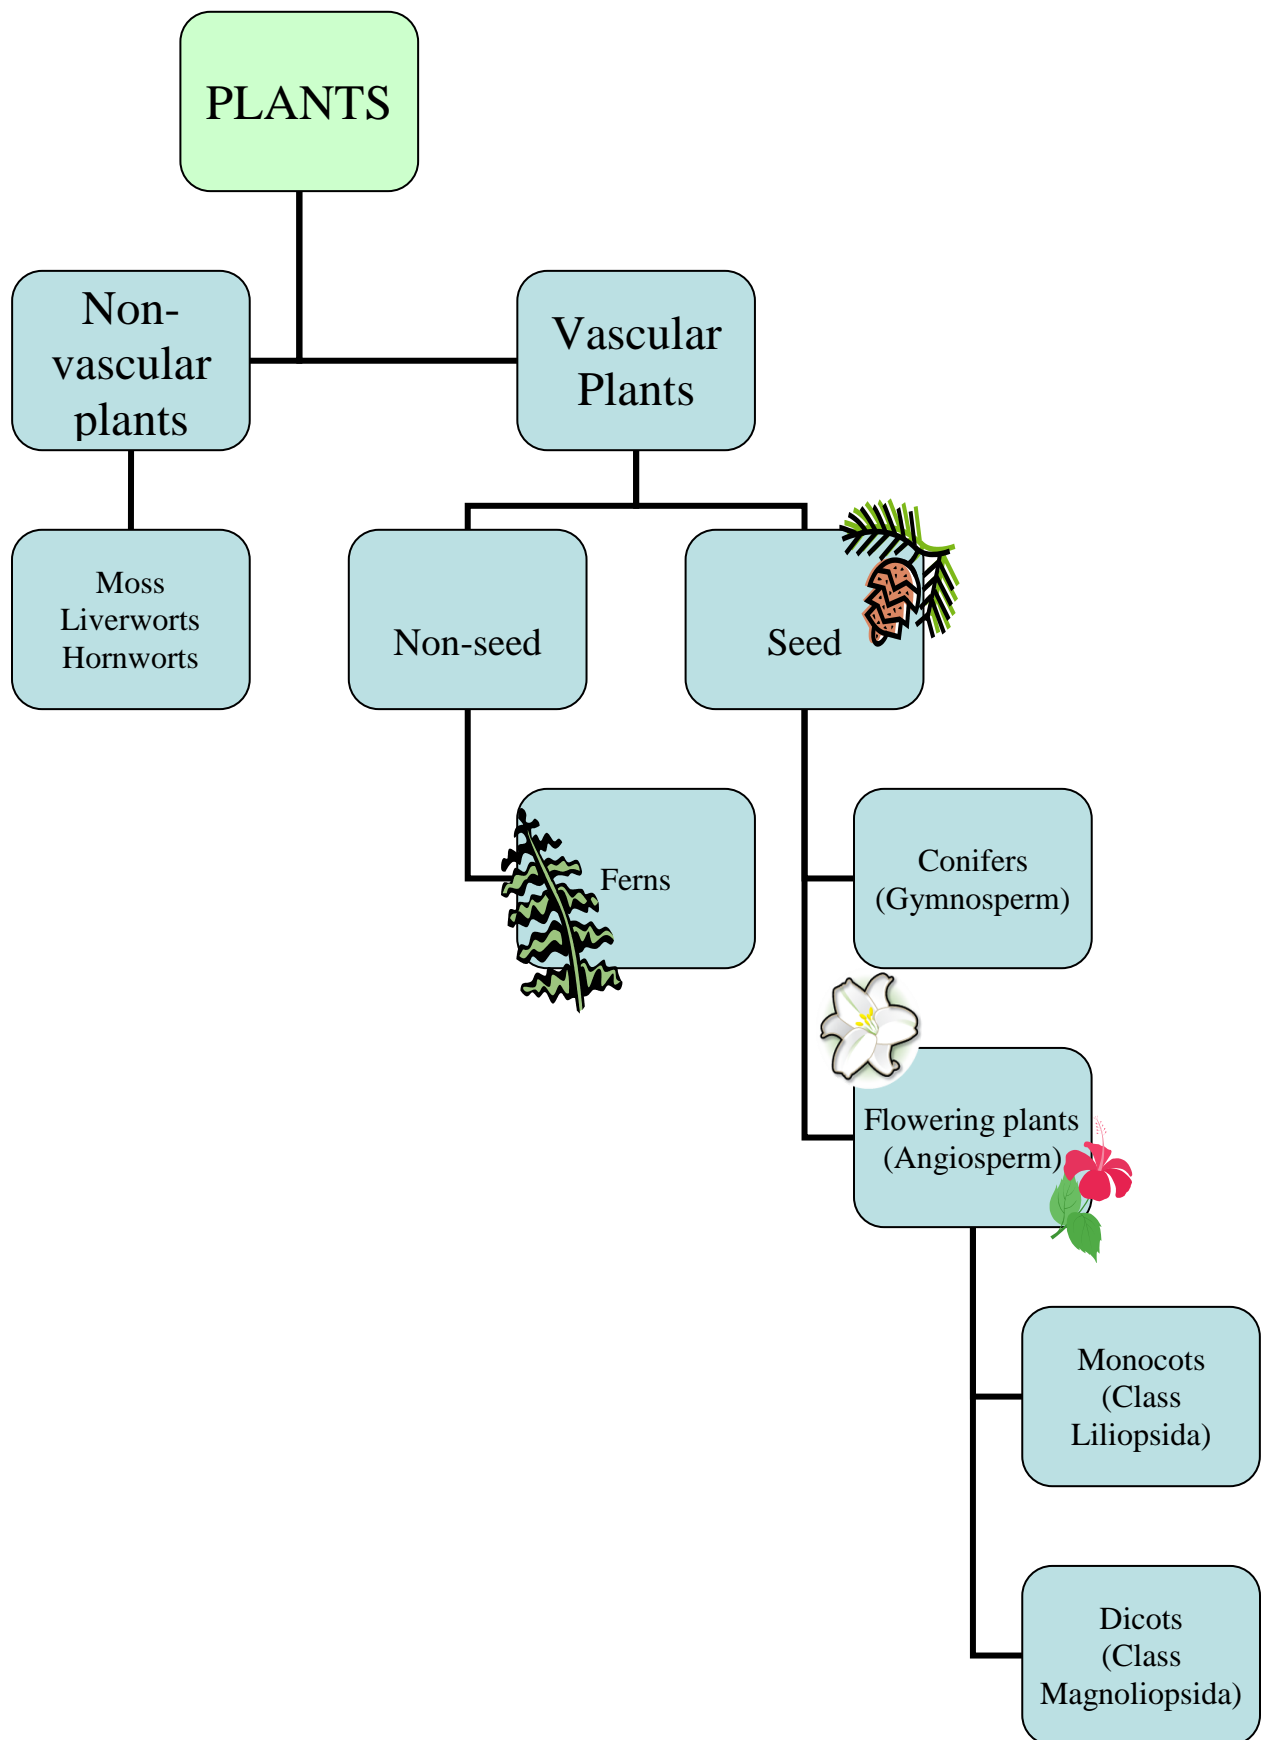 PLANTS
Non-
vascular
plants
Vascular
Plants
Moss
Liverworts
Hornworts
Non-seed
Seed
Ferns
Conifers
(Gymnosperm)
Flowering plants
(Angiosperm)
Monocots
(Class
Liliopsida)
Dicots
(Class
Magnoliopsida)